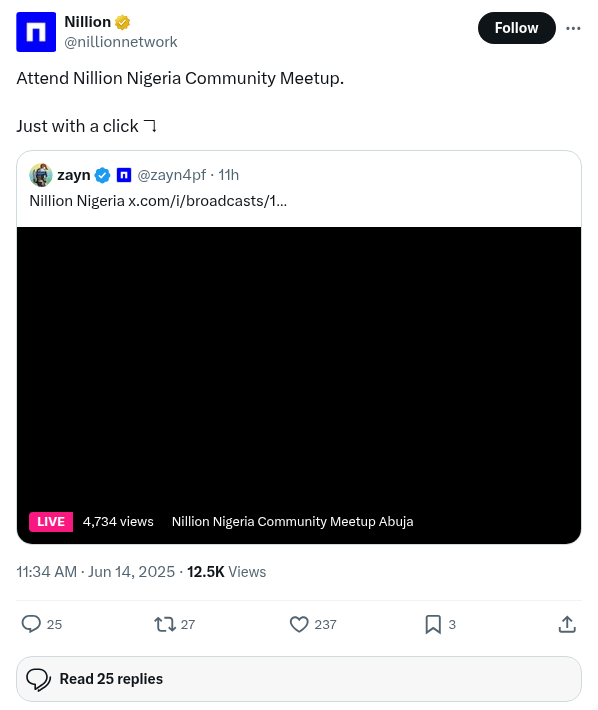 Nillion
@nillionnetwork
Follow
Attend Nillion Nigeria Community Meetup.
Just with a click
zayn @zayn4pf · 11h
Nillion Nigeria x.com/i/broadcasts/1...
LIVE 4,734 views Nillion Nigeria Community Meetup Abuja
11:34 AM · Jun 14, 2025 · 12.5K Views
25 27 237 3
Read 25 replies